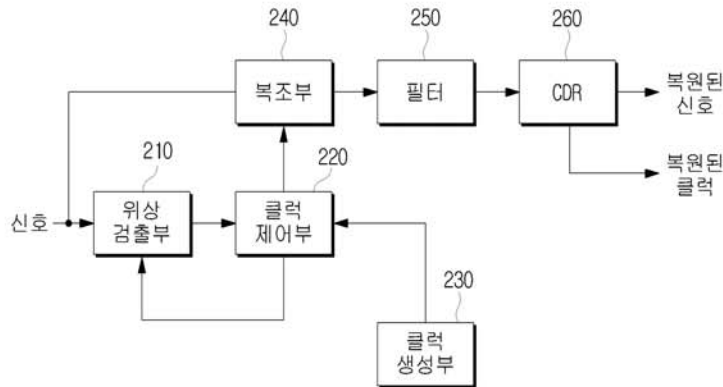 240
250
260
복조부
필터
CDR
복원된
신호
210
220
복원된
클럭
신호
위상
검출부
클럭
제어부
230
클럭
생성부